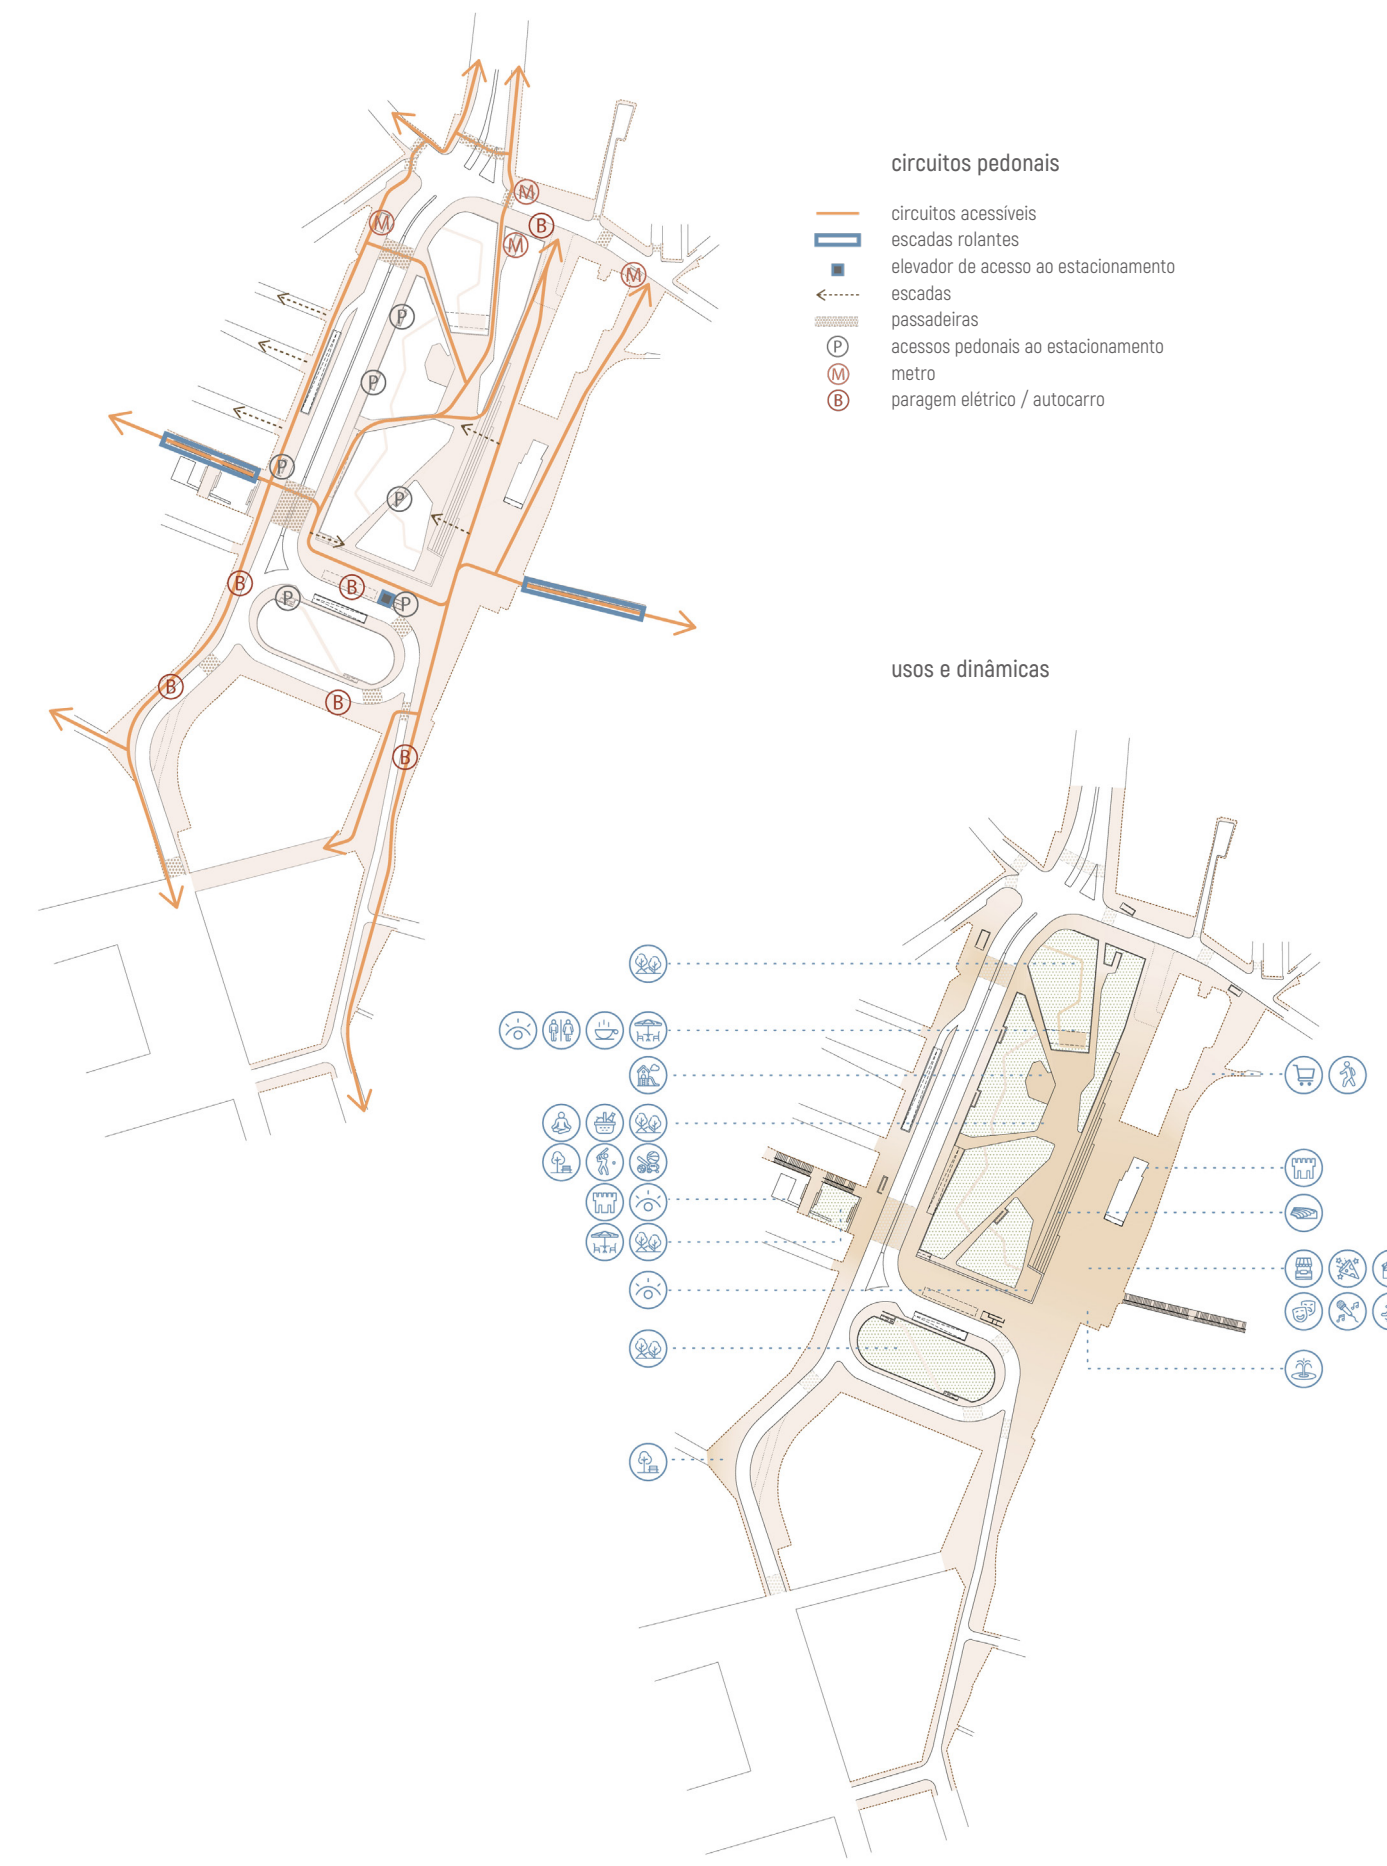 circuitos pedonais
circuitos acessíveis
escadas rolantes
elevador de acesso ao estacionamento
escadas
passadeiras
P acessos pedonais ao estacionamento
M metro
B paragem elétrico / autocarro
M
M
B
M
M
P
P
P
P
B
B
P
P
B
B
B
usos e dinâmicas